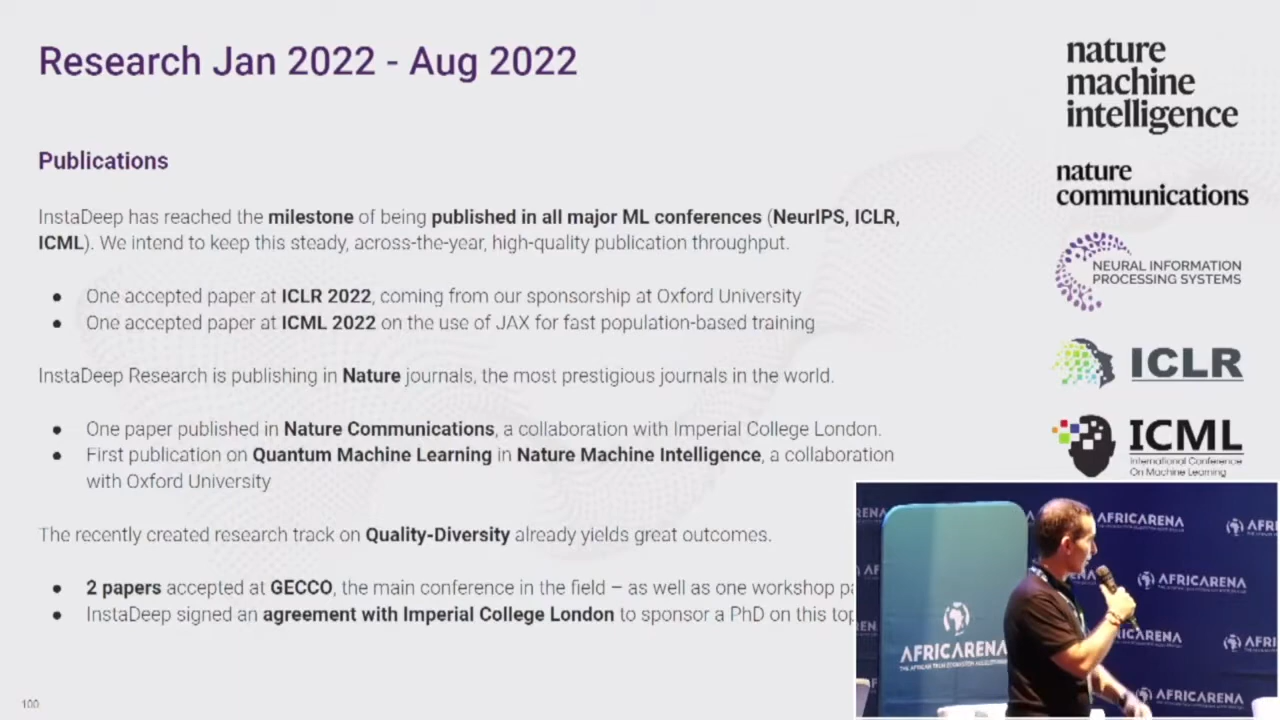 Research Jan 2022 - Aug 2022
Publications
InstaDeep has reached the milestone of being published in all major ML conferences (NeurIPS, ICLR,
ICML). We intend to keep this steady, across-the-year, high-quality publication throughput.
● One accepted paper at ICLR 2022, coming from our sponsorship at Oxford University
● One accepted paper at ICML 2022 on the use of JAX for fast population-based training
InstaDeep Research is publishing in Nature journals, the most prestigious journals in the world.
● One paper published in Nature Communications, a collaboration with Imperial College London.
● First publication on Quantum Machine Learning in Nature Machine Intelligence, a collaboration
with Oxford University
The recently created research track on Quality-Diversity already yields great outcomes.
● 2 papers accepted at GECCO, the main conference in the field – as well as one workshop pa
● InstaDeep signed an agreement with Imperial College London to sponsor a PhD on this top
100
nature
machine
intelligence
nature
communications
NEURAL INFORMATION
PROCESSING SYSTEMS
ICLR
ICML
International Conference
On Machine Learning
AFRICARENA
AFRICARENA
AFRICARENA
AFRICARENA
AFRICARENA